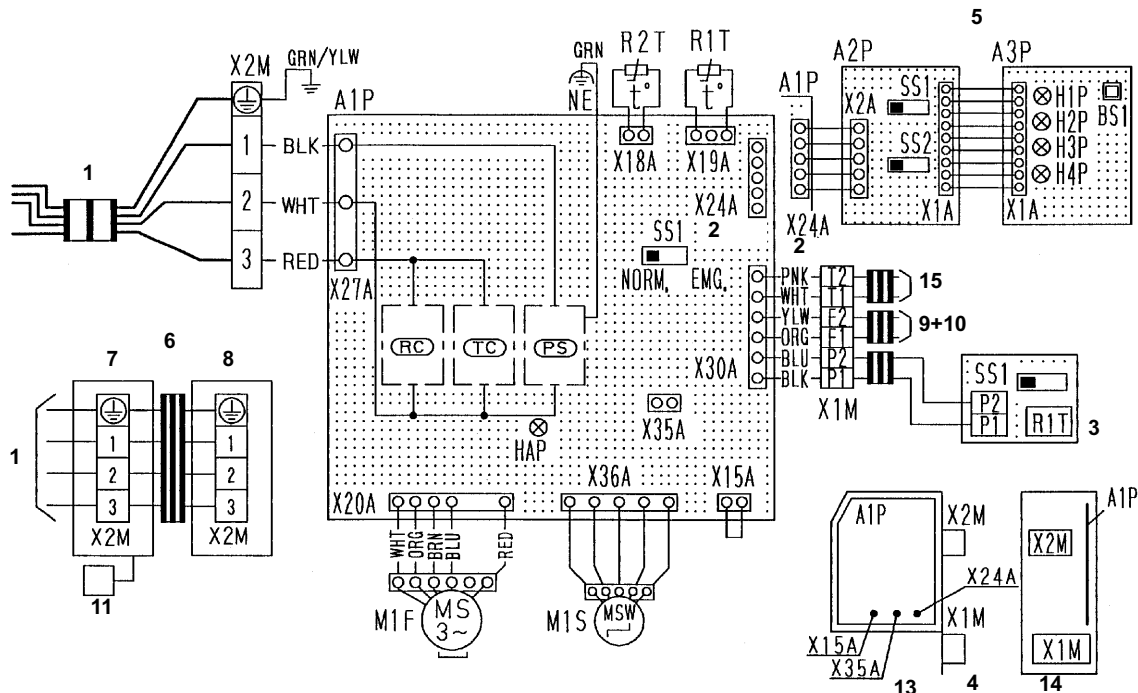 5
X2M
GRN/YLW
GRN
NE
R2T
R1T
t°
t°
A1P
A2P
A3P
A1P
X2A
SS1
SS2
BS1
H1P
H2P
H3P
H4P
X18A
X19A
X24A
2
X24A
2
X1A
X1A
1
1
2
3
BLK
WHT
RED
X27A
SS1
NORM.
EMG.
RC
TC
PS
HAP
X35A
X30A
PNK
WHT
YLW
ORG
BLU
BLK
T2
T1
F2
F1
P2
P1
X1M
15
9+10
SS1
P2
P1
R1T
3
6
7
8
1
1
2
3
X2M
1
2
3
X2M
11
X20A
WHT
ORG
BRN
BLU
RED
X36A
X15A
M1F
MS
3~
M1S
MSW
A1P
X2M
X24A
X1M
X15A
X35A
13
4
A1P
X2M
X1M
14